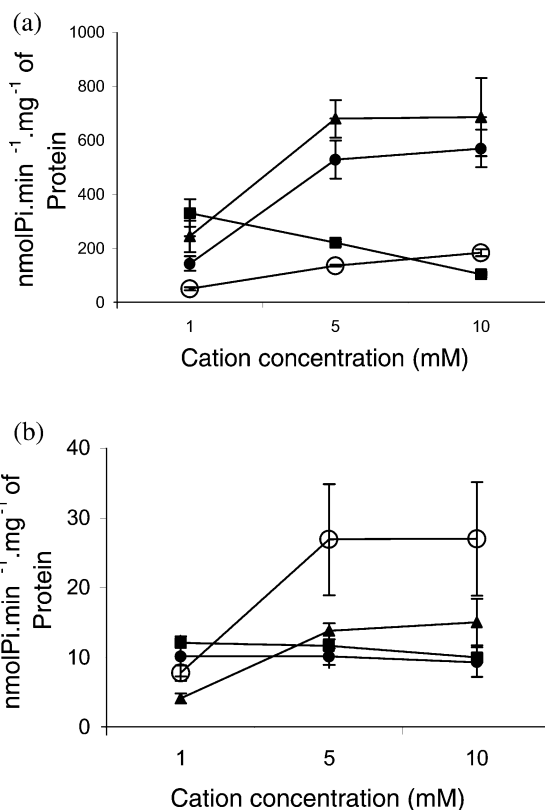 (a)
1000
800
600
400
200
0
nmolPi.min⁻¹.mg⁻¹ of
Protein
1 5 10
Cation concentration (mM)
(b)
40
30
20
10
0
nmolPi.min⁻¹.mg⁻¹ of
Protein
1 5 10
Cation concentration (mM)